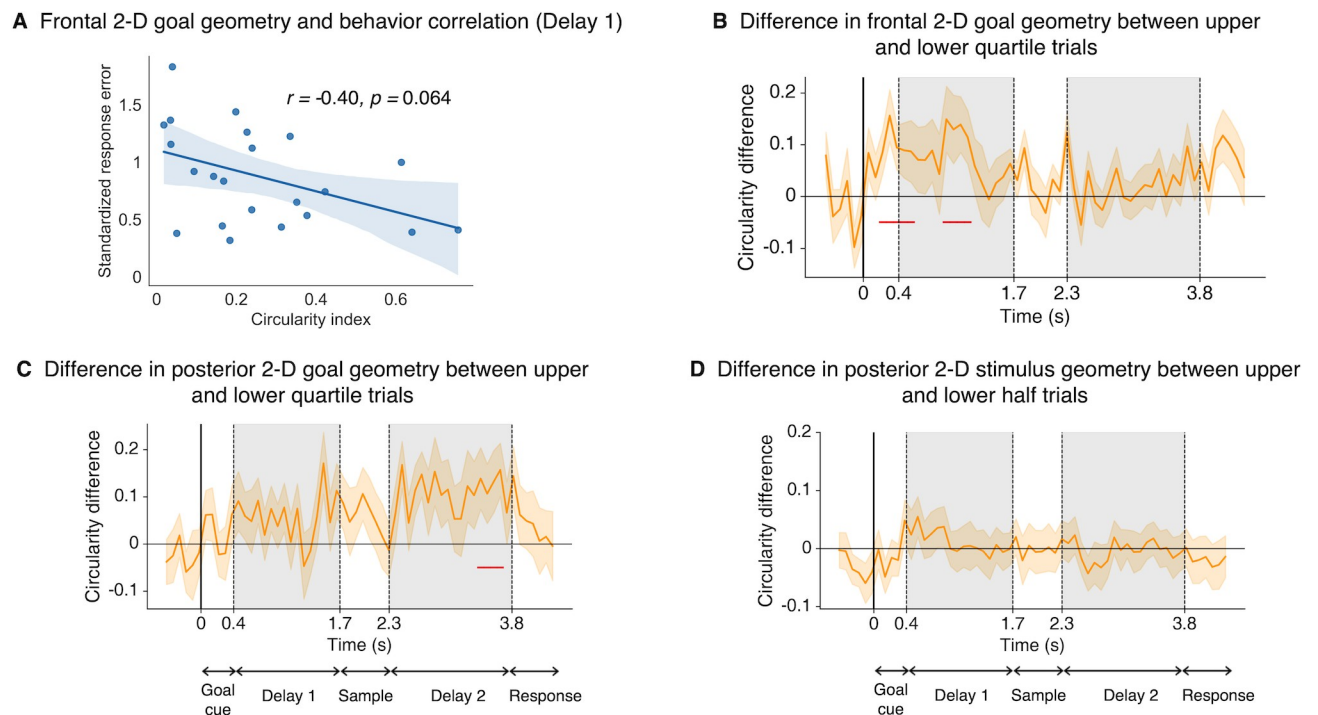 A Frontal 2-D goal geometry and behavior correlation (Delay 1)
Standardized response error
1.5
1
0.5
0
r = -0.40, p = 0.064
0 0.2 0.4 0.6
Circularity index
B Difference in frontal 2-D goal geometry between upper
and lower quartile trials
Circularity difference
0.2
0.1
0
-0.1
0 0.4 1.7 2.3 3.8
Time (s)
C Difference in posterior 2-D goal geometry between upper
and lower quartile trials
Circularity difference
0.2
0.1
0
-0.1
0 0.4 1.7 2.3 3.8
Time (s)
Goal
cue
Delay 1
Sample
Delay 2
Response
D Difference in posterior 2-D stimulus geometry between upper
and lower half trials
Circularity difference
0.2
0.1
0
-0.1
0 0.4 1.7 2.3 3.8
Time (s)
Goal
cue
Delay 1
Sample
Delay 2
Response